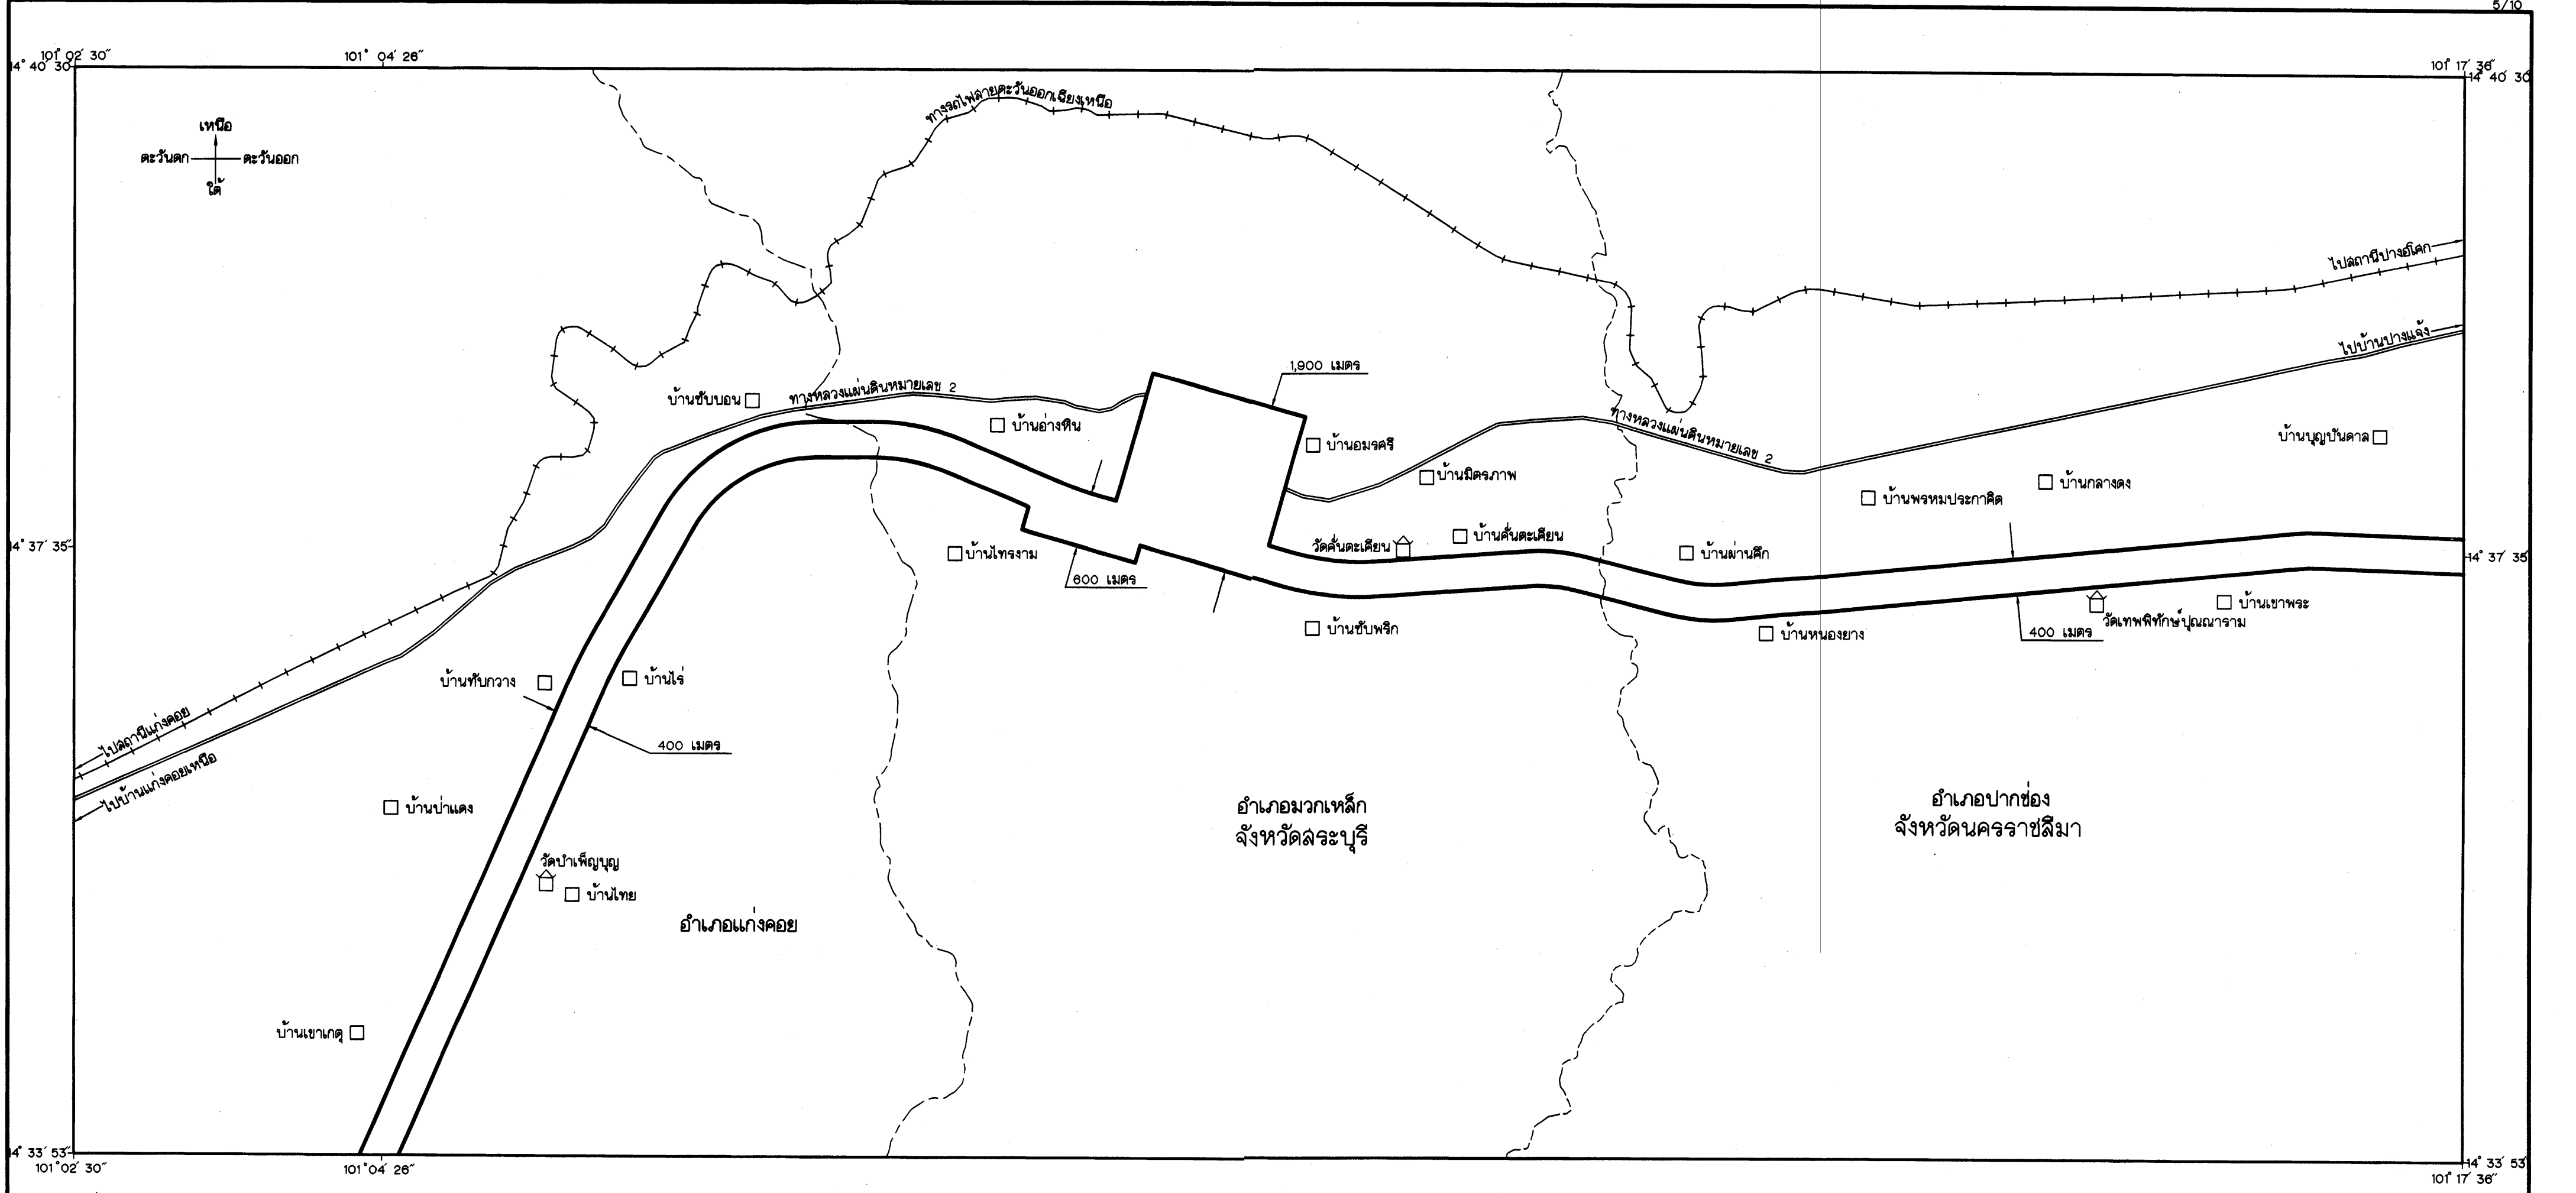 5/10
101° 02′ 30″
101° 04′ 26″
101° 17′ 36″
14° 40′ 30″
14° 40′ 30″
เหนือ
ตะวันตก
ตะวันออก
ใต้
ทางรถไฟสายตะวันออกเฉียงเหนือ
ไปสถานีปางอโศก
ไปบ้านปางแจ้ง
1,900 เมตร
บ้านซับบอน
ทางหลวงแผ่นดินหมายเลข 2
บ้านอ่างหิน
บ้านอมรศรี
ทางหลวงแผ่นดินหมายเลข 2
บ้านบุญบันดาล
บ้านมิตรภาพ
บ้านกลางดง
บ้านพรหมประกาศิต
14° 37′ 35″
บ้านไทรงาม
วัดคั่นตะเคียน
บ้านคั่นตะเคียน
บ้านผ่านศึก
14° 37′ 35″
600 เมตร
บ้านเขาพระ
วัดเทพพิทักษ์ปุณณาราม
บ้านซับพริก
บ้านหนองยาง
400 เมตร
บ้านทับกวาง
บ้านไร่
ไปสถานีแก่งคอย
400 เมตร
ไปบ้านแก่งคอยเหนือ
บ้านป่าแดง
อำเภอมวกเหล็ก
จังหวัดสระบุรี
อำเภอปากช่อง
จังหวัดนครราชสีมา
วัดบำเพ็ญบุญ
บ้านไทย
อำเภอแก่งคอย
บ้านเขาเกตุ
14° 33′ 53″
14° 33′ 53″
101° 02′ 30″
101° 04′ 26″
101° 17′ 36″